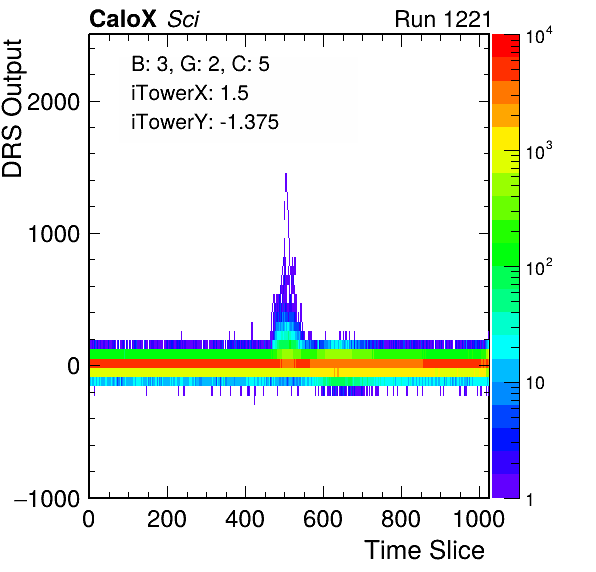 CaloX Sci Run 1221
B: 3, G: 2, C: 5
iTowerX: 1.5
iTowerY: -1.375
DRS Output
2000
1000
0
−1000
0 200 400 600 800 1000
Time Slice
10^4
10^3
10^2
10
1